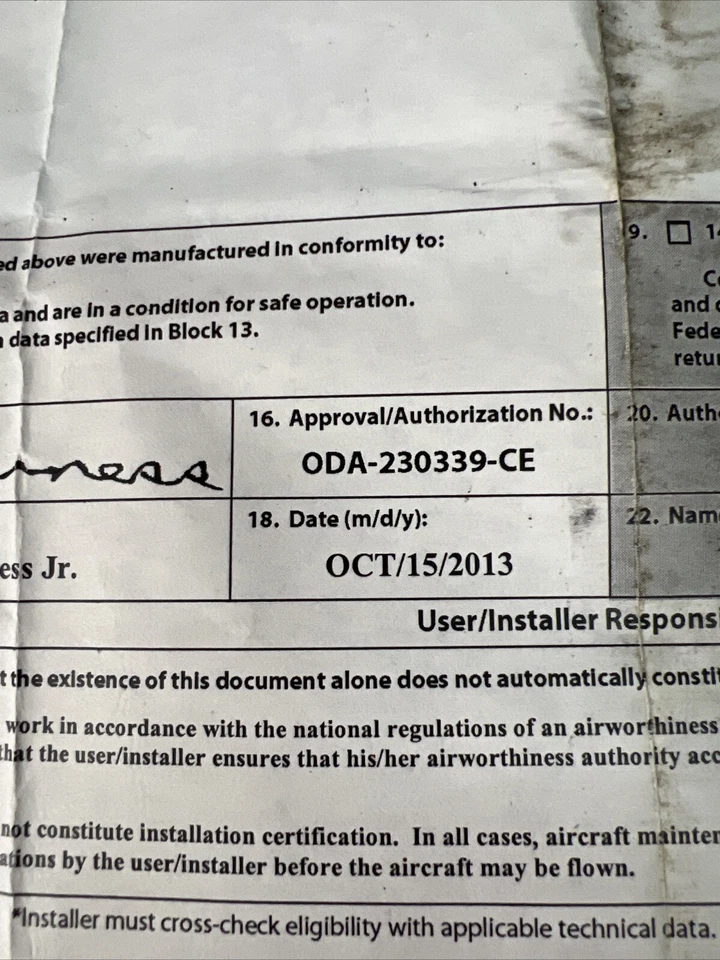 ed above were manufactured in conformity to:
a and are in a condition for safe operation.
data specified in Block 13.
9. 14
C
and
Fede
retu
16. Approval/Authorization No.:
ODA-230339-CE
20. Auth
ness
18. Date (m/d/y):
OCT/15/2013
22. Nam
ess Jr.
User/Installer Respons
t the existence of this document alone does not automatically constit
work in accordance with the national regulations of an airworthiness
that the user/installer ensures that his/her airworthiness authority acc
not constitute installation certification. In all cases, aircraft mainten
ations by the user/installer before the aircraft may be flown.
*Installer must cross-check eligibility with applicable technical data.